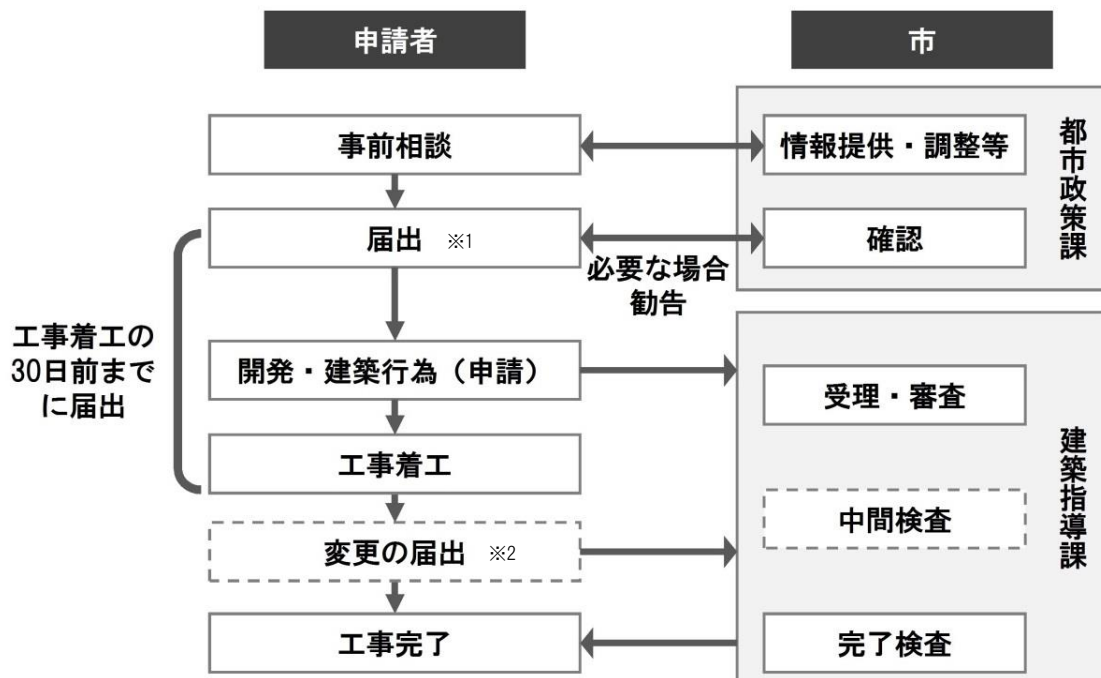 申請者
市
事前相談
情報提供・調整等
都市政策課
届出 ※1
確認
必要な場合
勧告
工事着工の
30日前まで
に届出
開発・建築行為（申請）
受理・審査
建築指導課
工事着工
中間検査
変更の届出 ※2
工事完了
完了検査